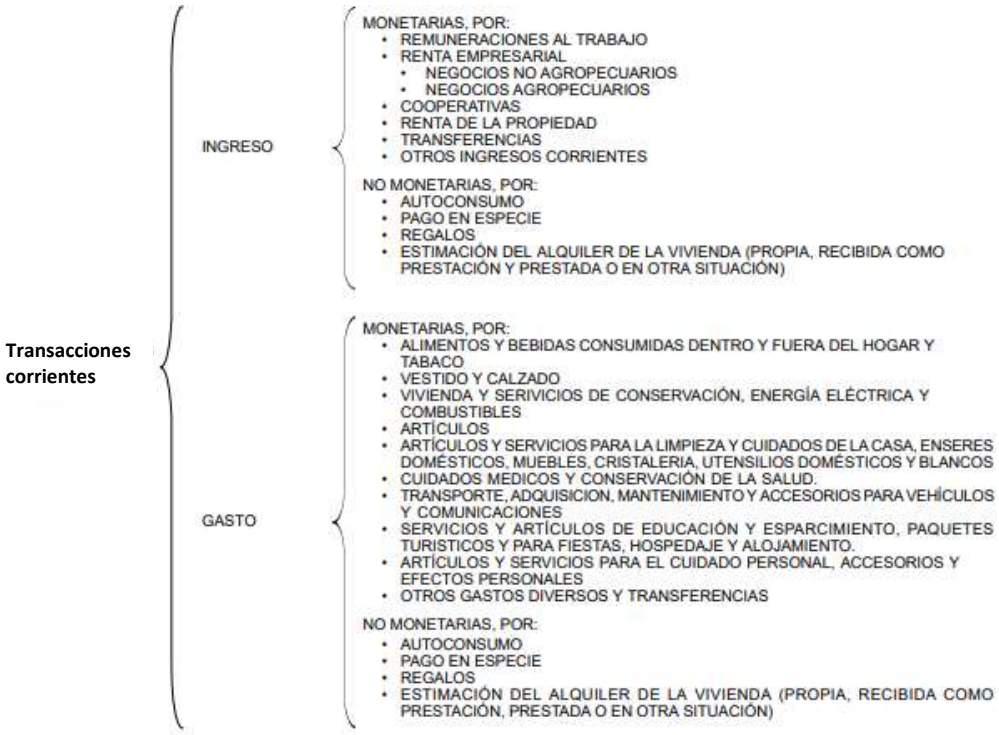 Transacciones
corrientes
INGRESO
MONETARIAS, POR:
• REMUNERACIONES AL TRABAJO
• RENTA EMPRESARIAL
• NEGOCIOS NO AGROPECUARIOS
• NEGOCIOS AGROPECUARIOS
• COOPERATIVAS
• RENTA DE LA PROPIEDAD
• TRANSFERENCIAS
• OTROS INGRESOS CORRIENTES
NO MONETARIAS, POR:
• AUTOCONSUMO
• PAGO EN ESPECIE
• REGALOS
• ESTIMACIÓN DEL ALQUILER DE LA VIVIENDA (PROPIA, RECIBIDA COMO
PRESTACIÓN Y PRESTADA O EN OTRA SITUACIÓN)
GASTO
MONETARIAS, POR:
• ALIMENTOS Y BEBIDAS CONSUMIDAS DENTRO Y FUERA DEL HOGAR Y
TABACO
• VESTIDO Y CALZADO
• VIVIENDA Y SERIVICIOS DE CONSERVACIÓN, ENERGÍA ELÉCTRICA Y
COMBUSTIBLES
• ARTÍCULOS
• ARTÍCULOS Y SERVICIOS PARA LA LIMPIEZA Y CUIDADOS DE LA CASA, ENSERES
DOMÉSTICOS, MUEBLES, CRISTALERIA, UTENSILIOS DOMÉSTICOS Y BLANCOS
• CUIDADOS MEDICOS Y CONSERVACIÓN DE LA SALUD.
• TRANSPORTE, ADQUISICION, MANTENIMIENTO Y ACCESORIOS PARA VEHÍCULOS
Y COMUNICACIONES
• SERVICIOS Y ARTÍCULOS DE EDUCACIÓN Y ESPARCIMIENTO, PAQUETES
TURISTICOS Y PARA FIESTAS, HOSPEDAJE Y ALOJAMIENTO.
• ARTÍCULOS Y SERVICIOS PARA EL CUIDADO PERSONAL, ACCESORIOS Y
EFECTOS PERSONALES
• OTROS GASTOS DIVERSOS Y TRANSFERENCIAS
NO MONETARIAS, POR:
• AUTOCONSUMO
• PAGO EN ESPECIE
• REGALOS
• ESTIMACIÓN DEL ALQUILER DE LA VIVIENDA (PROPIA, RECIBIDA COMO
PRESTACIÓN, PRESTADA O EN OTRA SITUACIÓN)